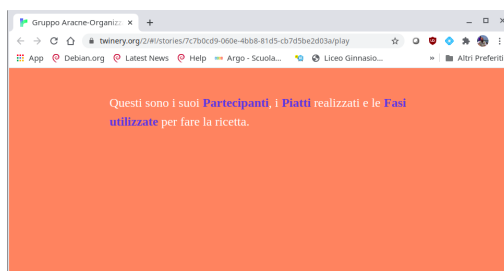 Gruppo Aracne-Organizz
twinery.org/2/#!/stories/7c7b0cd9-060e-4bb8-81d5-cb7d5be2d03a/play
App Debian.org Latest News Help Argo - Scuola... Liceo Ginnasio... » Altri Preferiti
Questi sono i suoi Partecipanti, i Piatti realizzati e le Fasi
utilizzate per fare la ricetta.